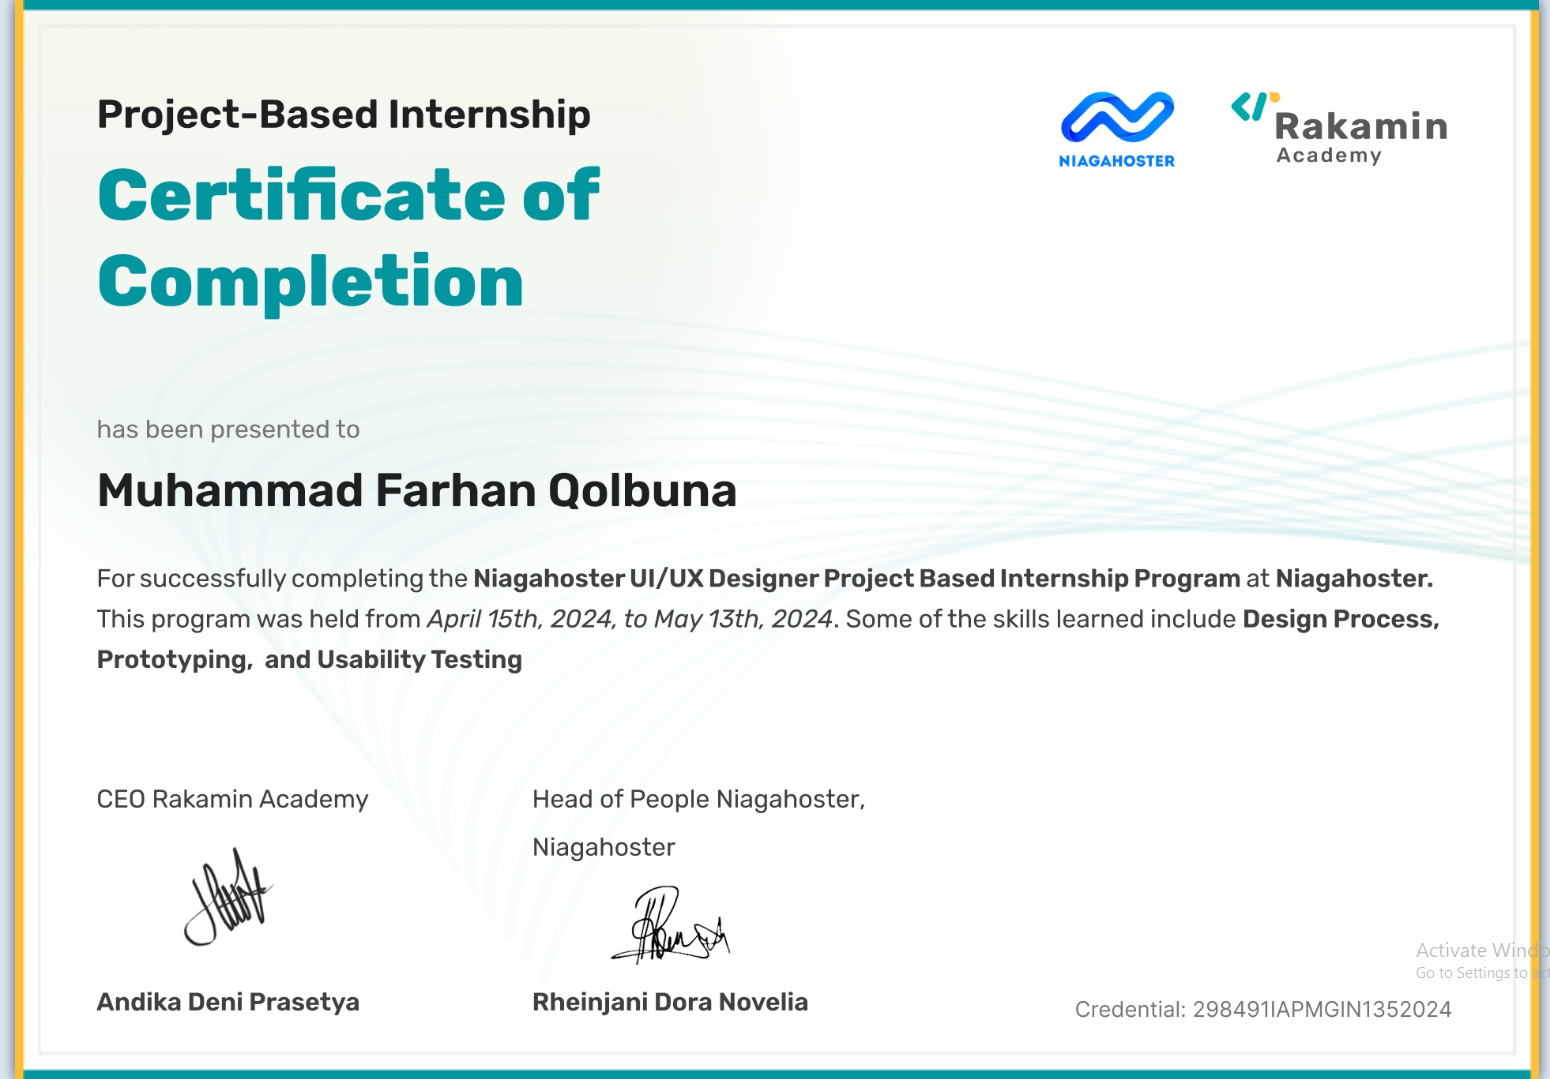 Project-Based Internship
Certificate of
Completion
NIAGAHOSTER
Rakamin
Academy
has been presented to
Muhammad Farhan Qolbuna
For successfully completing the Niagahoster UI/UX Designer Project Based Internship Program at Niagahoster.
This program was held from April 15th, 2024, to May 13th, 2024. Some of the skills learned include Design Process,
Prototyping, and Usability Testing
CEO Rakamin Academy
Head of People Niagahoster,
Niagahoster
Andika Deni Prasetya
Rheinjani Dora Novelia
Activate Windo
Go to Settings to act
Credential: 298491IAPMGIN1352024